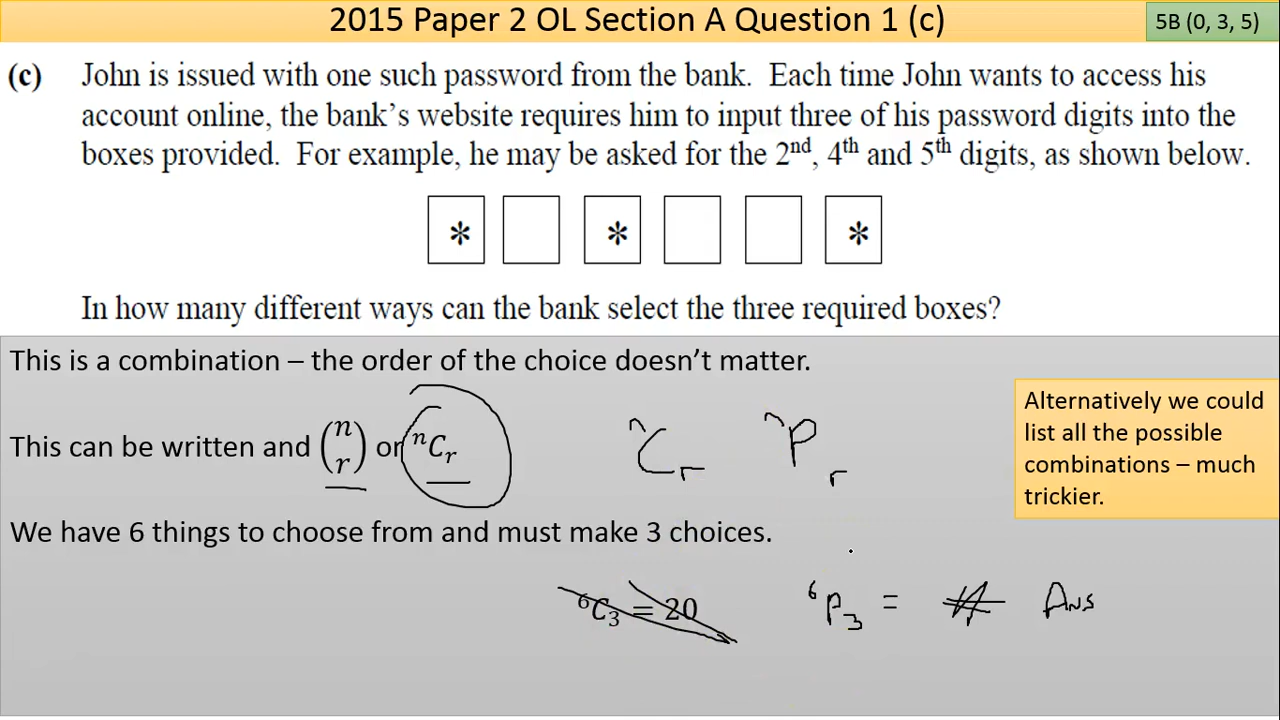 2015 Paper 2 OL Section A Question 1 (c)
5B (0, 3, 5)
(c) John is issued with one such password from the bank. Each time John wants to access his
account online, the bank's website requires him to input three of his password digits into the
boxes provided. For example, he may be asked for the 2nd, 4th and 5th digits, as shown below.
* * *
In how many different ways can the bank select the three required boxes?
This is a combination – the order of the choice doesn't matter.
This can be written and (n r) or nCr
nCr nPr
Alternatively we could
list all the possible
combinations – much
trickier.
We have 6 things to choose from and must make 3 choices.
6C3 = 20
6P3 = Ans